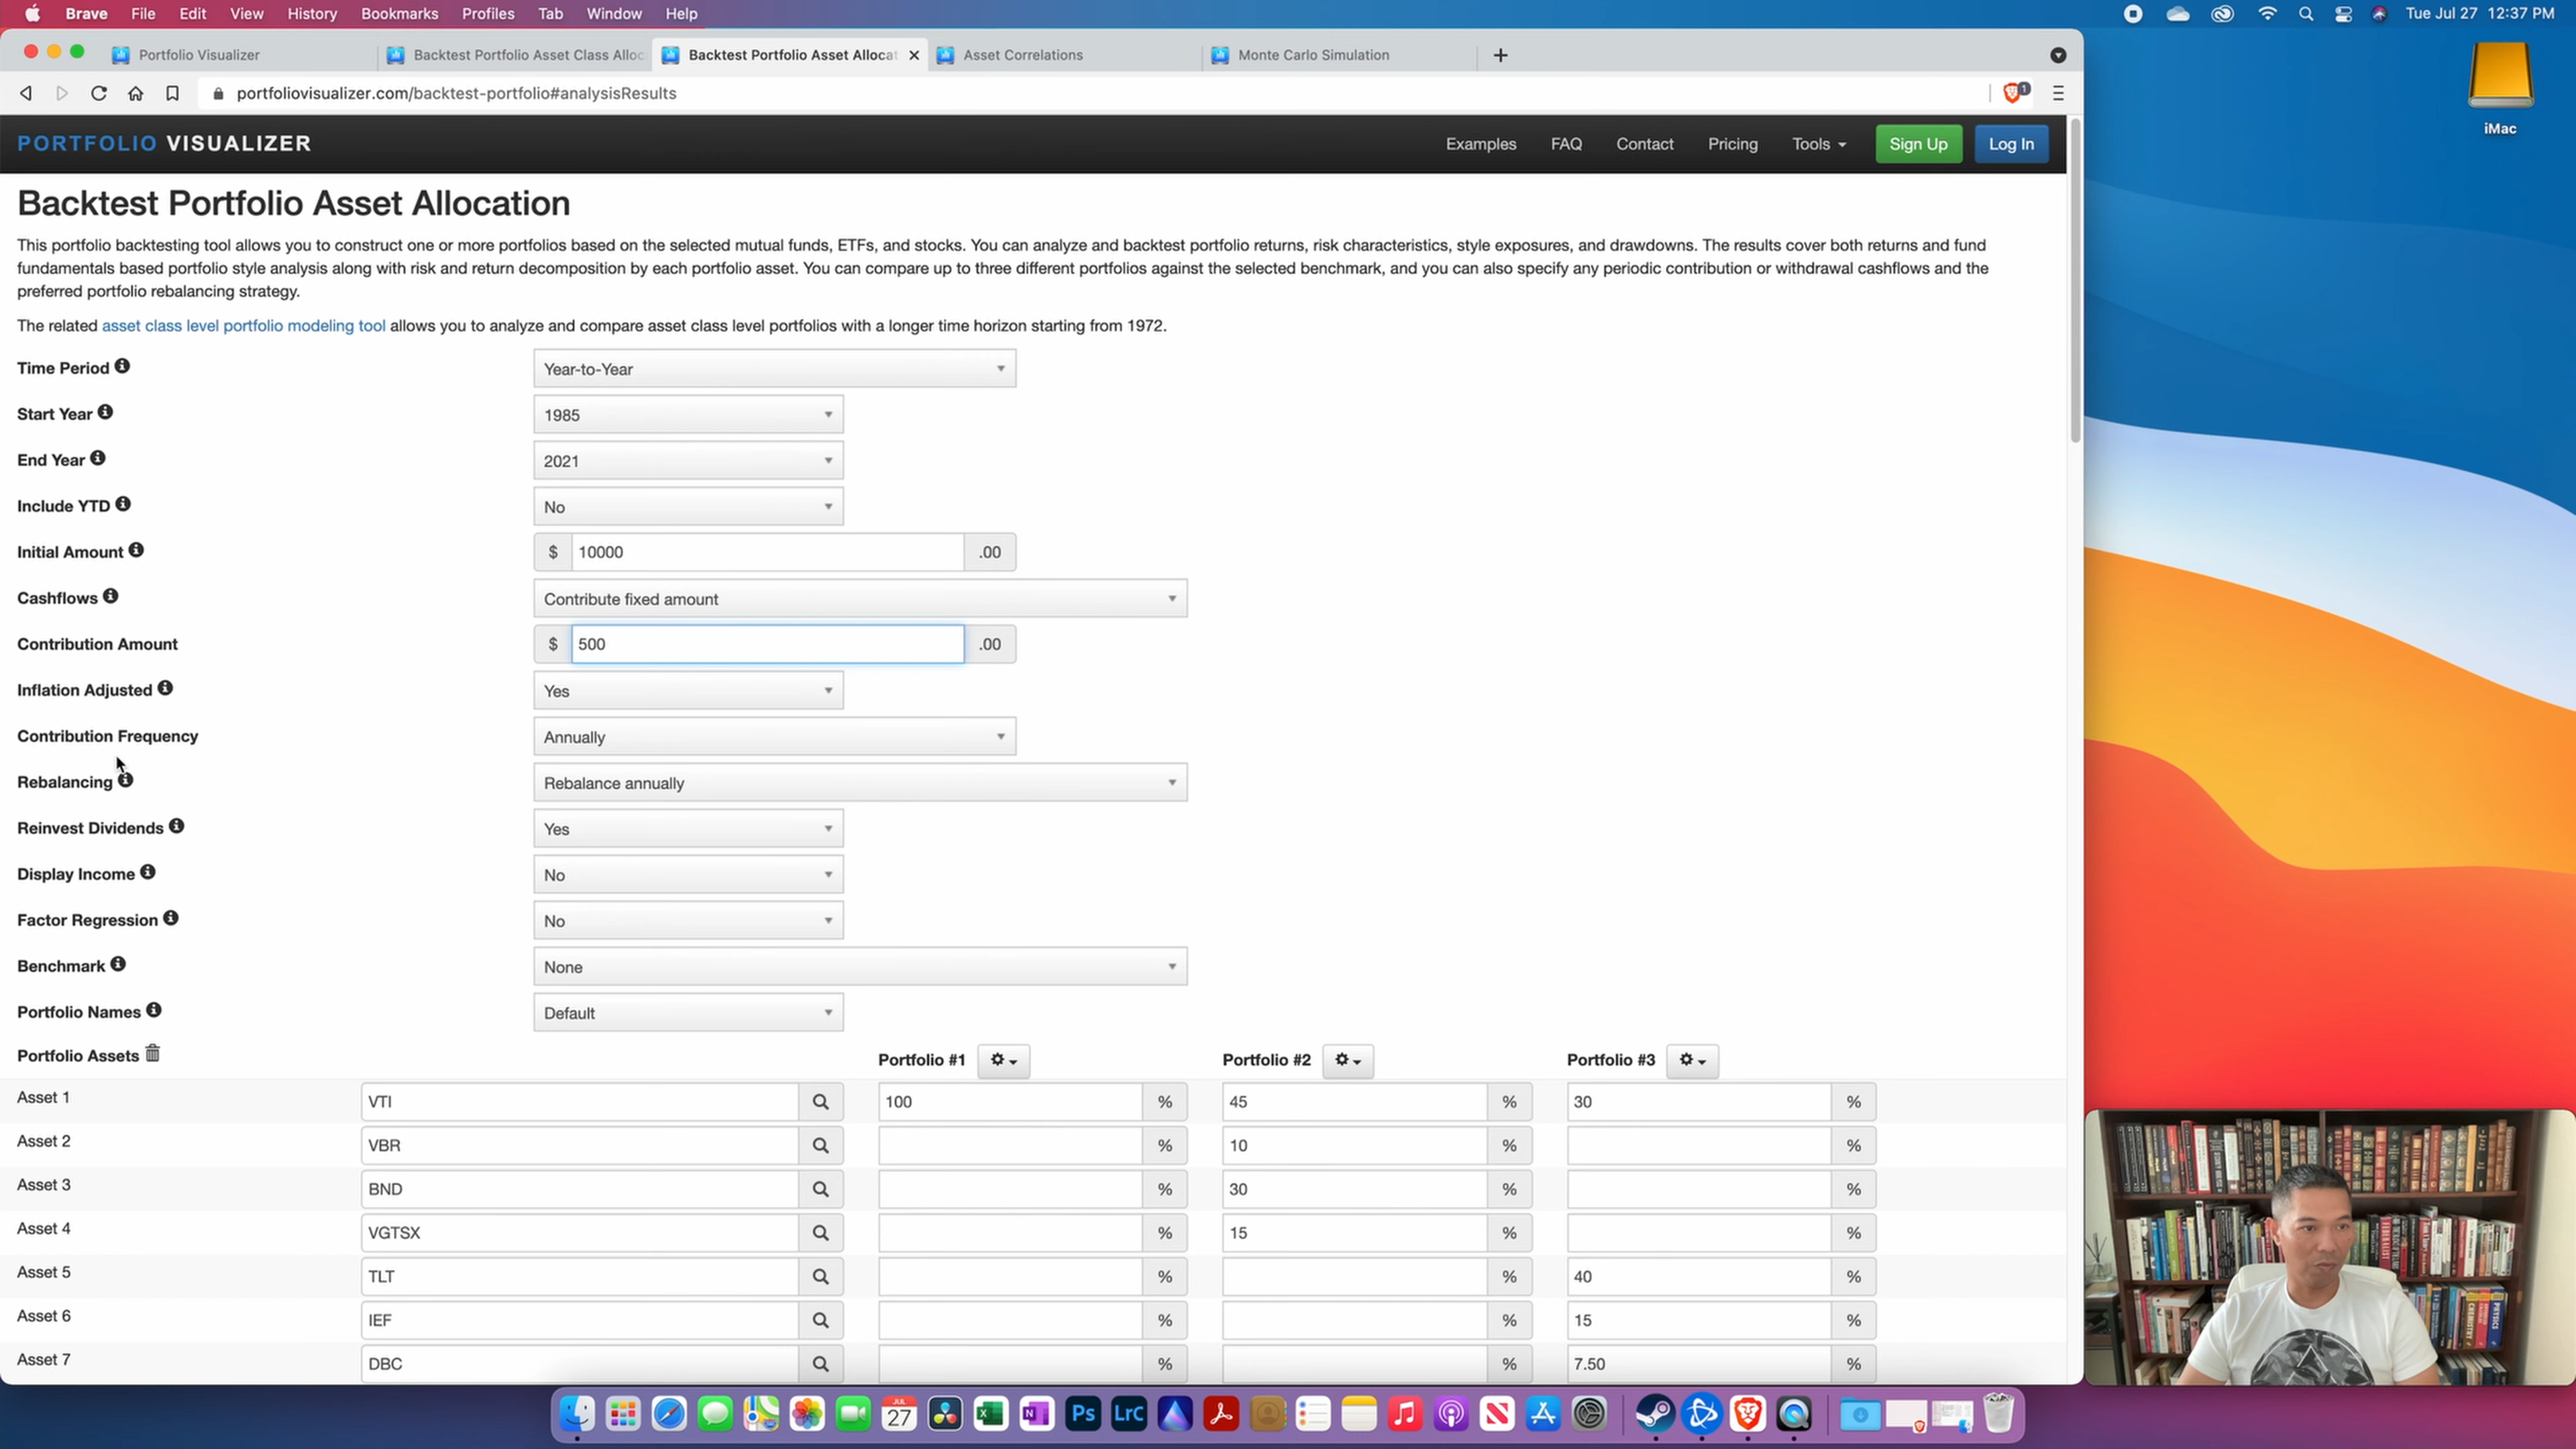 Brave File Edit View History Bookmarks Profiles Tab Window Help
Tue Jul 27 12:37 PM
Portfolio Visualizer
Backtest Portfolio Asset Class Alloc
Backtest Portfolio Asset Allocat
Asset Correlations
Monte Carlo Simulation
portfoliovisualizer.com/backtest-portfolio#analysisResults
1
iMac
PORTFOLIO VISUALIZER
Examples FAQ Contact Pricing Tools Sign Up Log In
Backtest Portfolio Asset Allocation
This portfolio backtesting tool allows you to construct one or more portfolios based on the selected mutual funds, ETFs, and stocks. You can analyze and backtest portfolio returns, risk characteristics, style exposures, and drawdowns. The results cover both returns and fund
fundamentals based portfolio style analysis along with risk and return decomposition by each portfolio asset. You can compare up to three different portfolios against the selected benchmark, and you can also specify any periodic contribution or withdrawal cashflows and the
preferred portfolio rebalancing strategy.
The related asset class level portfolio modeling tool allows you to analyze and compare asset class level portfolios with a longer time horizon starting from 1972.
Time Period Year-to-Year
Start Year 1985
End Year 2021
Include YTD No
Initial Amount $ 10000 .00
Cashflows Contribute fixed amount
Contribution Amount $ 500 .00
Inflation Adjusted Yes
Contribution Frequency Annually
Rebalancing Rebalance annually
Reinvest Dividends Yes
Display Income No
Factor Regression No
Benchmark None
Portfolio Names Default
Portfolio Assets Portfolio #1 Portfolio #2 Portfolio #3
Asset 1 VTI 100 % 45 % 30 %
Asset 2 VBR % 10 % %
Asset 3 BND % 30 % %
Asset 4 VGTSX % 15 % %
Asset 5 TLT % % 40 %
Asset 6 IEF % % 15 %
Asset 7 DBC % % 7.50 %
JUL
27
Ps
LrC
CHEMISTRY
PHYSICS